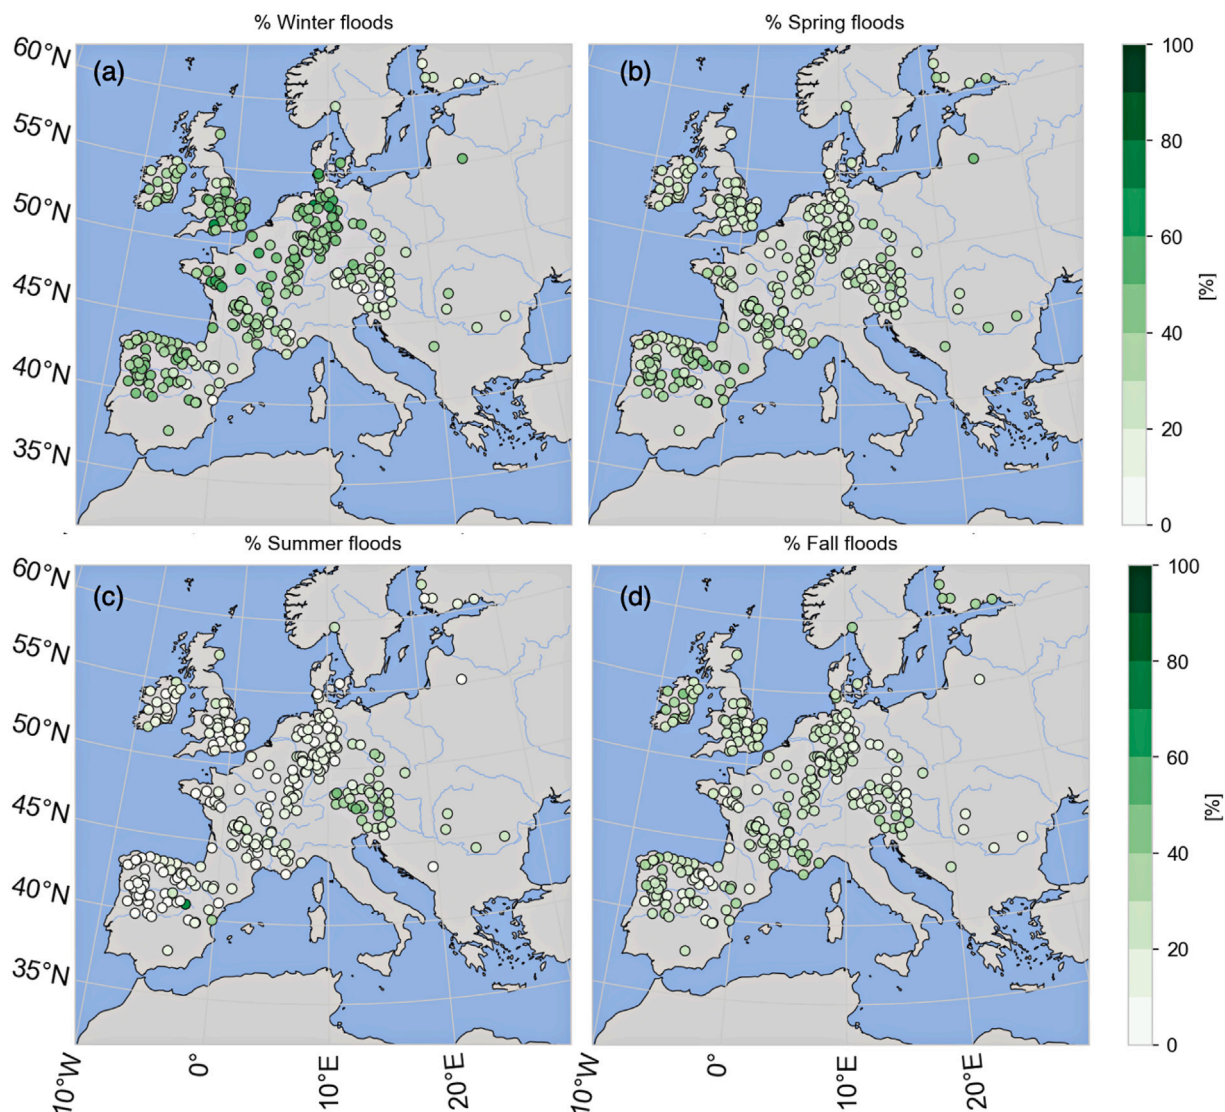 % Winter floods
% Spring floods
(a)
(b)
60°N
55°N
50°N
45°N
40°N
35°N
100
80
60
40
20
0
[%]
% Summer floods
% Fall floods
(c)
(d)
60°N
55°N
50°N
45°N
40°N
35°N
10°W
0°
10°E
20°E
10°W
0°
10°E
20°E
100
80
60
40
20
0
[%]